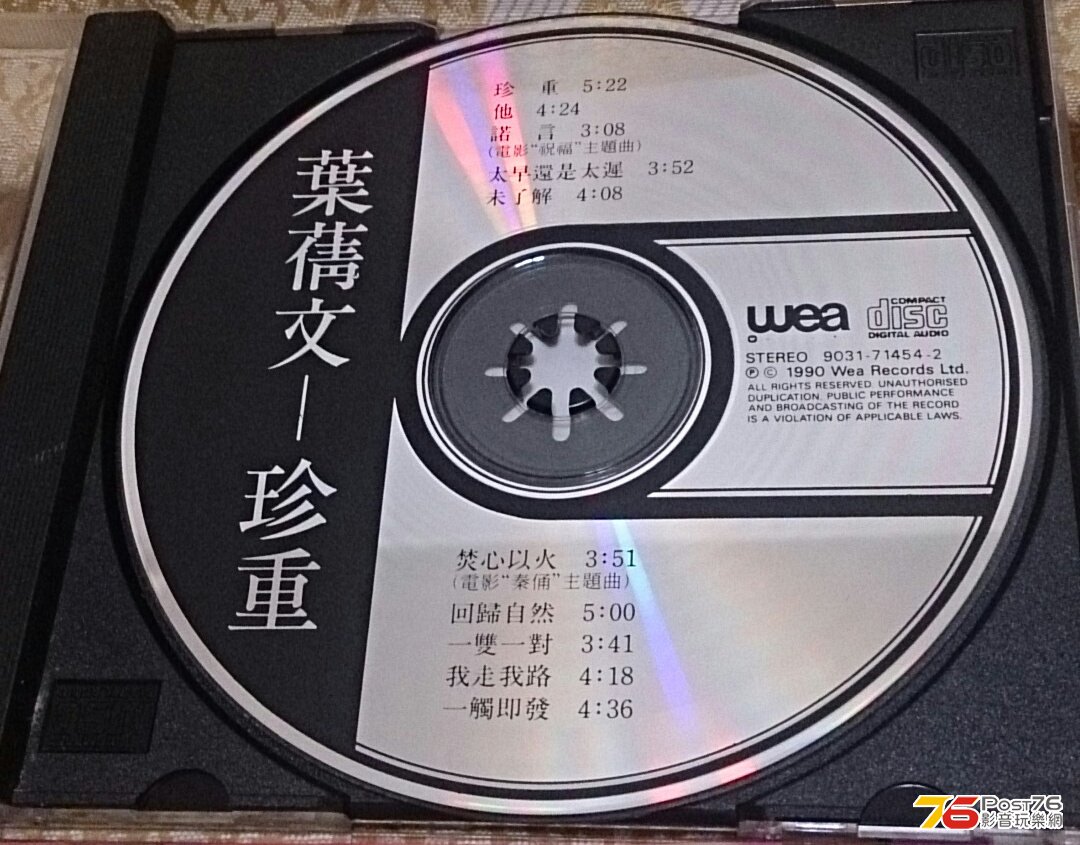 葉蒨文—珍重
珍 重 5:22
他 4:24
諾 言 3:08
(電影"祝福"主題曲)
太早還是太遲 3:52
未了解 4:08
wea
COMPACT
disc
DIGITAL AUDIO
STEREO 9031-71454-2
Ⓟ © 1990 Wea Records Ltd.
ALL RIGHTS RESERVED. UNAUTHORISED
DUPLICATION, PUBLIC PERFORMANCE
AND BROADCASTING OF THE RECORD
IS A VIOLATION OF APPLICABLE LAWS.
焚心以火 3:51
(電影"秦俑"主題曲)
回歸自然 5:00
一雙一對 3:41
我走我路 4:18
一觸即發 4:36
76 Post76
影音玩樂網